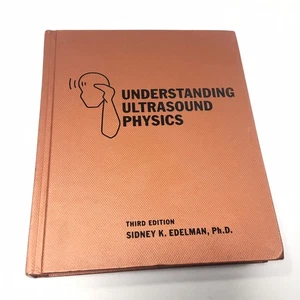 UNDERSTANDING
ULTRASOUND
PHYSICS
THIRD EDITION
SIDNEY K. EDELMAN, Ph.D.